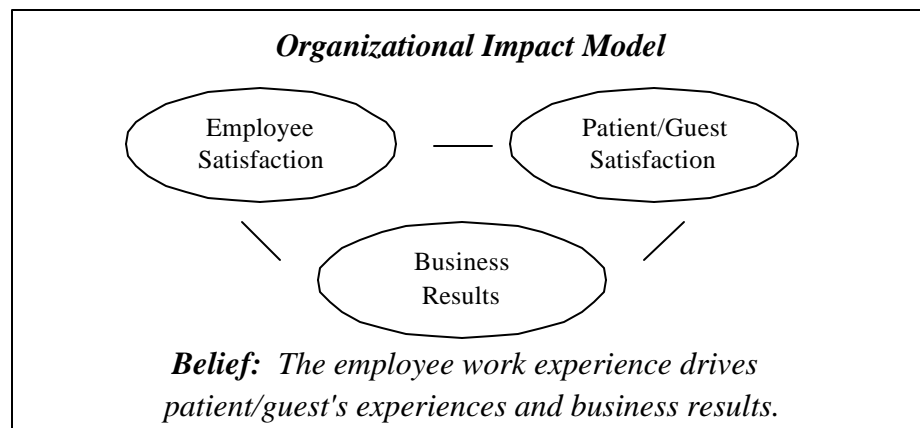 Organizational Impact Model
Employee
Satisfaction
Patient/Guest
Satisfaction
Business
Results
Belief: The employee work experience drives
patient/guest's experiences and business results.